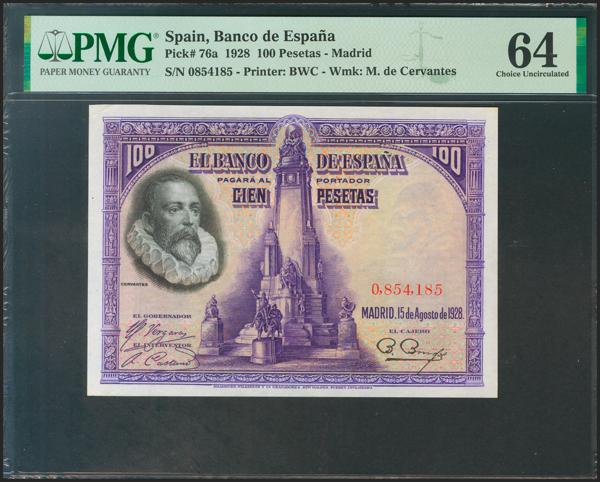 PMG
PAPER MONEY GUARANTY
Spain, Banco de España
Pick# 76a 1928 100 Pesetas - Madrid
S/N 0854185 - Printer: BWC - Wmk: M. de Cervantes
64
Choice Uncirculated
100
100
EL BANCO DE ESPAÑA
PAGARÁ AL PORTADOR
CIEN PESETAS
CERVANTES
0,854,185
MADRID, 15 de Agosto de 1928.
EL GOBERNADOR
EL CAJERO
EL INTERVENTOR